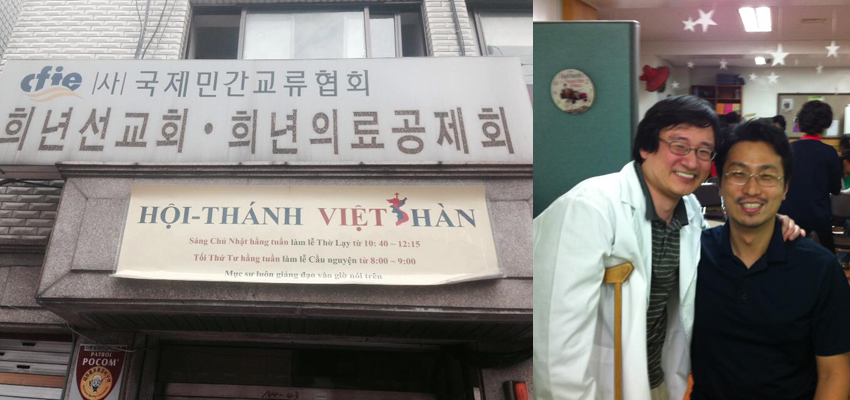 cfie |사| 국제민간교류협회
희년선교회·희년의료공제회
HỘI-THÁNH VIỆT HÀN
Sáng Chủ Nhật hằng tuần làm lễ Thờ Lạy từ 10: 40 – 12:15
Tối Thứ Tư hằng tuần làm lễ Cầu nguyện từ 8:00 – 9:00
Mục sư luôn giảng đạo vào giờ nói trên
PATROL
POCOM